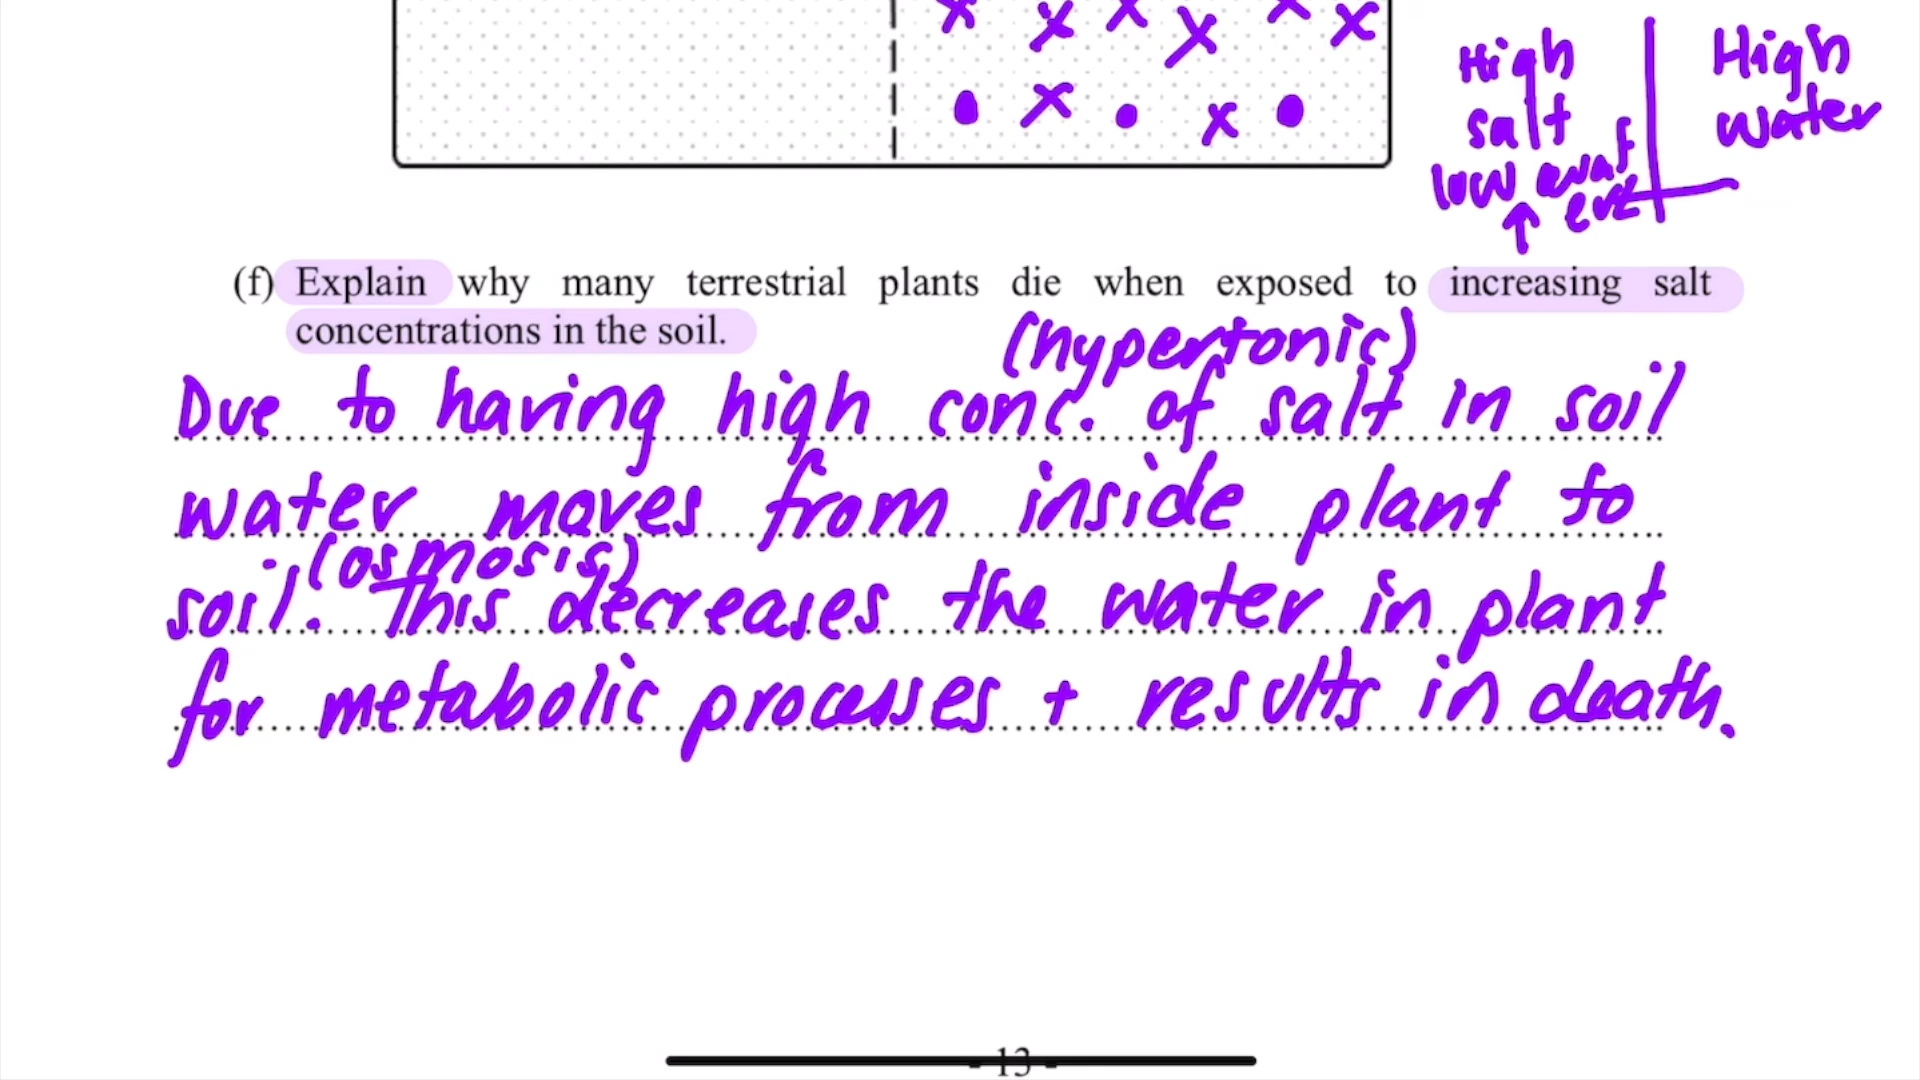 High
salt
low
High
water
(f) Explain why many terrestrial plants die when exposed to increasing salt
concentrations in the soil.
(hypertonic)
Due to having high conc. of salt in soil
water moves from inside plant to
(osmosis)
soil. This decreases the water in plant
for metabolic processes + results in death.
- 13 -